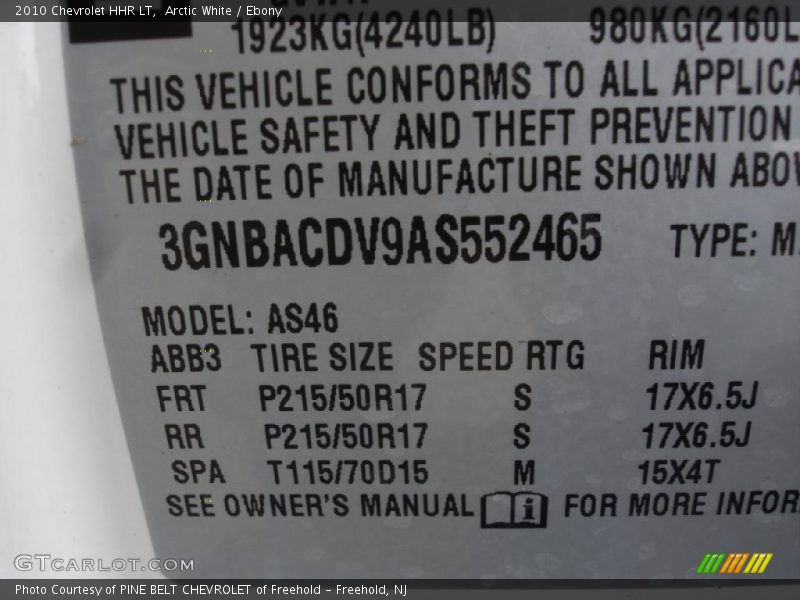 2010 Chevrolet HHR LT,  Arctic White / Ebony
1923KG(4240LB) 980KG(2160L
THIS VEHICLE CONFORMS TO ALL APPLICA
VEHICLE SAFETY AND THEFT PREVENTION
THE DATE OF MANUFACTURE SHOWN ABOV
3GNBACDV9AS552465 TYPE: M.
MODEL: AS46
ABB3 TIRE SIZE SPEED RTG RIM
FRT P215/50R17 S 17X6.5J
RR P215/50R17 S 17X6.5J
SPA T115/70D15 M 15X4T
SEE OWNER'S MANUAL i FOR MORE INFOR
GTCARLOT.COM
Photo Courtesy of PINE BELT CHEVROLET of Freehold - Freehold, NJ